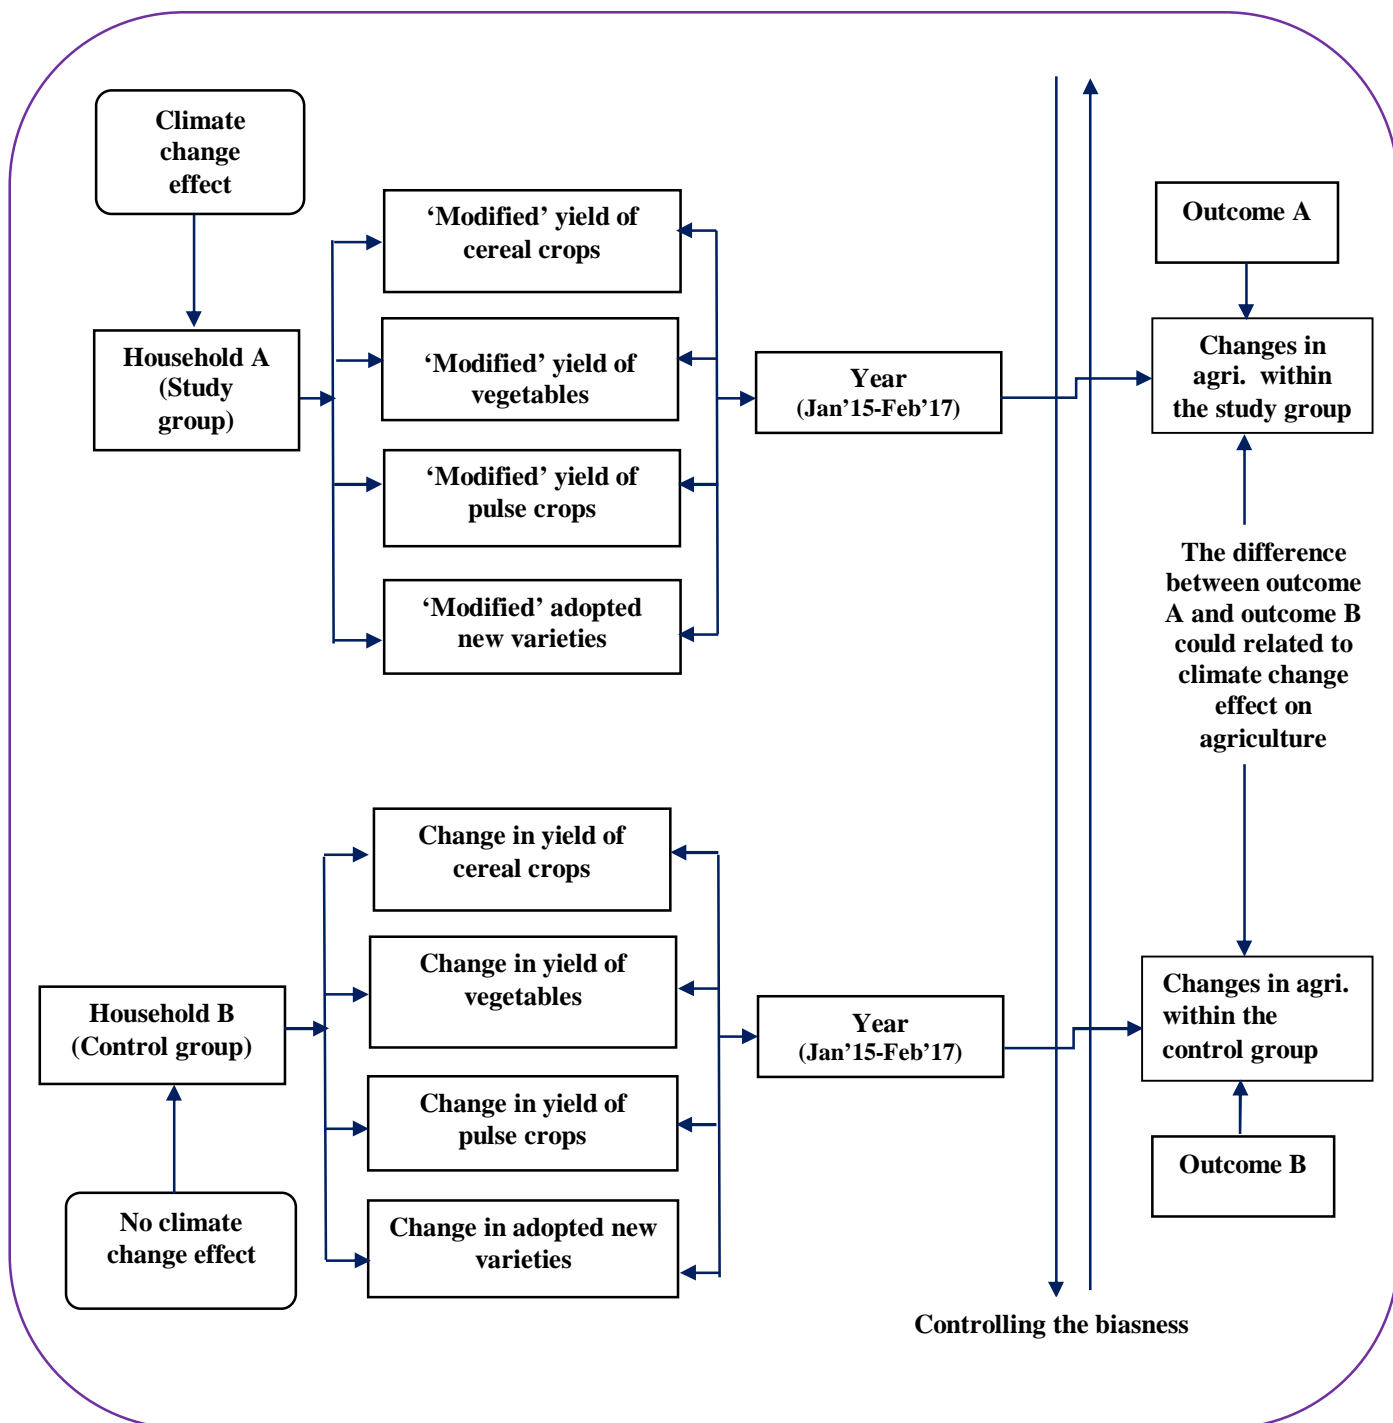 Climate
change
effect
Household A
(Study
group)
‘Modified’ yield of
cereal crops
‘Modified’ yield of
vegetables
‘Modified’ yield of
pulse crops
‘Modified’ adopted
new varieties
Year
(Jan’15-Feb’17)
Outcome A
Changes in
agri. within
the study group
The difference
between outcome
A and outcome B
could related to
climate change
effect on
agriculture
Household B
(Control group)
No climate
change effect
Change in yield of
cereal crops
Change in yield of
vegetables
Change in yield of
pulse crops
Change in adopted new
varieties
Year
(Jan’15-Feb’17)
Changes in agri.
within the
control group
Outcome B
Controlling the biasness